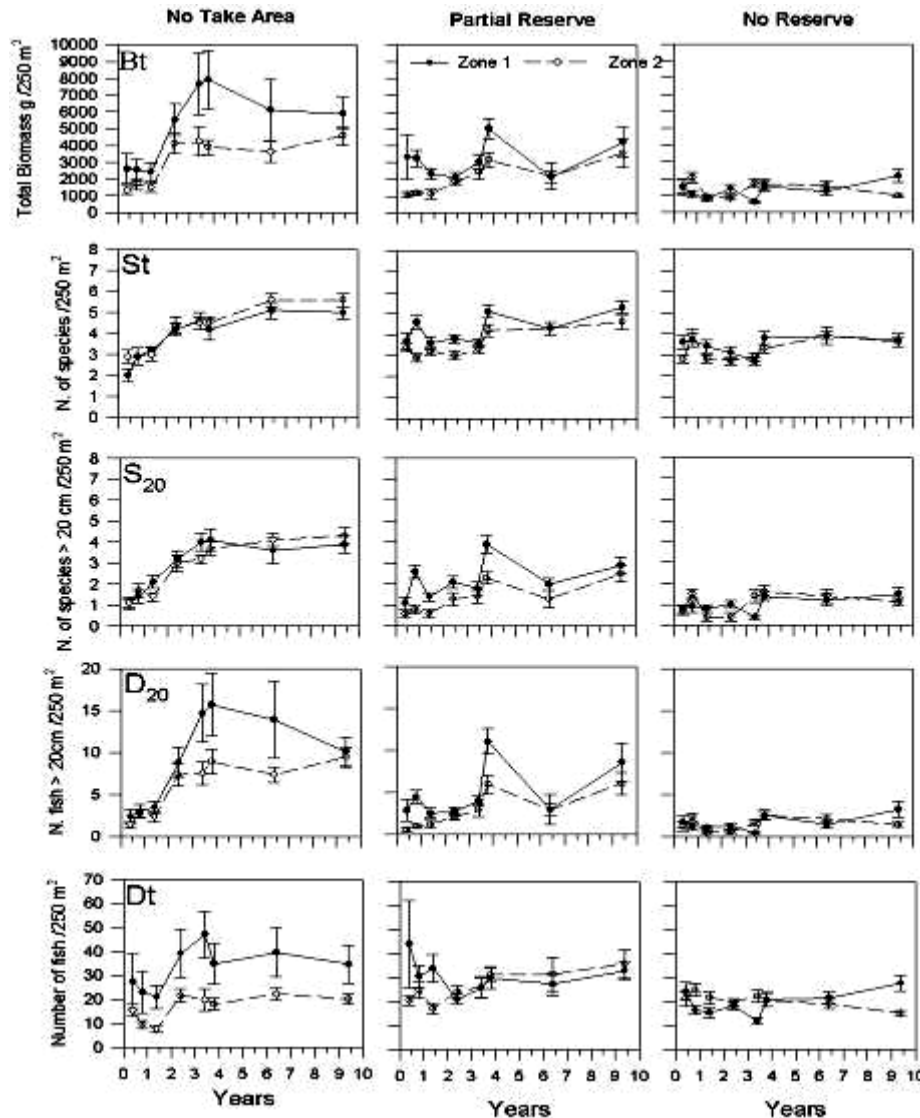 No Take Area Partial Reserve No Reserve
Bt
Zone 1 Zone 2
Total Biomass g /250 m²
10000
9000
8000
7000
6000
5000
4000
3000
2000
1000
0
St
N. of species /250 m²
8
7
6
5
4
3
2
1
0
S20
N. of species > 20 cm /250 m²
8
7
6
5
4
3
2
1
0
D20
N. fish > 20cm /250 m²
20
15
10
5
0
Dt
Number of fish /250 m²
70
60
50
40
30
20
10
0
0 1 2 3 4 5 6 7 8 9 10
0 1 2 3 4 5 6 7 8 9 10
0 1 2 3 4 5 6 7 8 9 10
Years Years Years